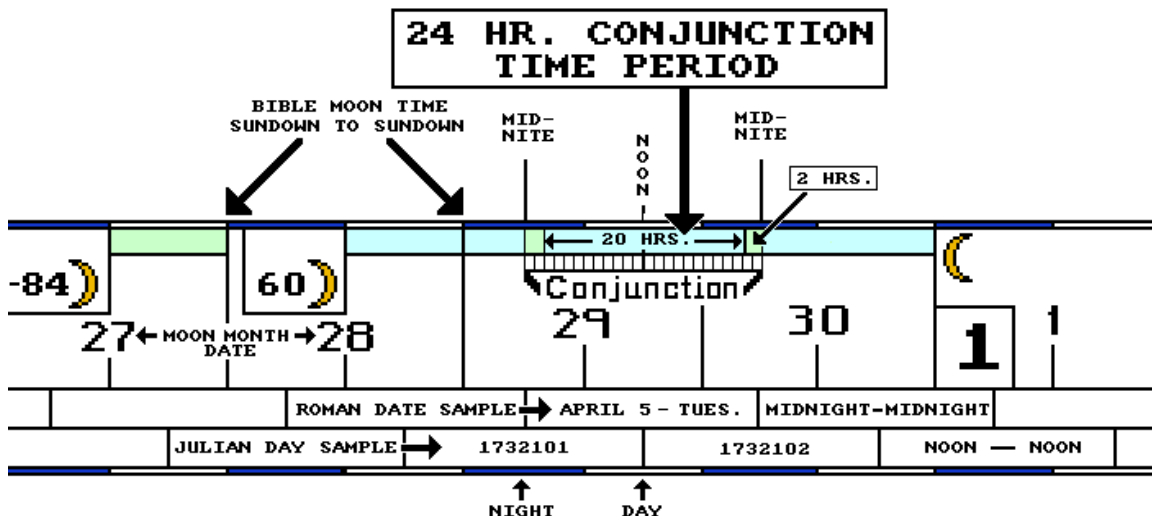 24 HR. CONJUNCTION
TIME PERIOD
BIBLE MOON TIME
SUNDOWN TO SUNDOWN
MID-
NITE
NOON
MID-
NITE
2 HRS.
20 HRS.
-84
60
Conjunction
27
MOON MONTH
DATE
28
29
30
1
1
ROMAN DATE SAMPLE
APRIL 5 - TUES.
MIDNIGHT-MIDNIGHT
JULIAN DAY SAMPLE
1732101
1732102
NOON — NOON
NIGHT
DAY